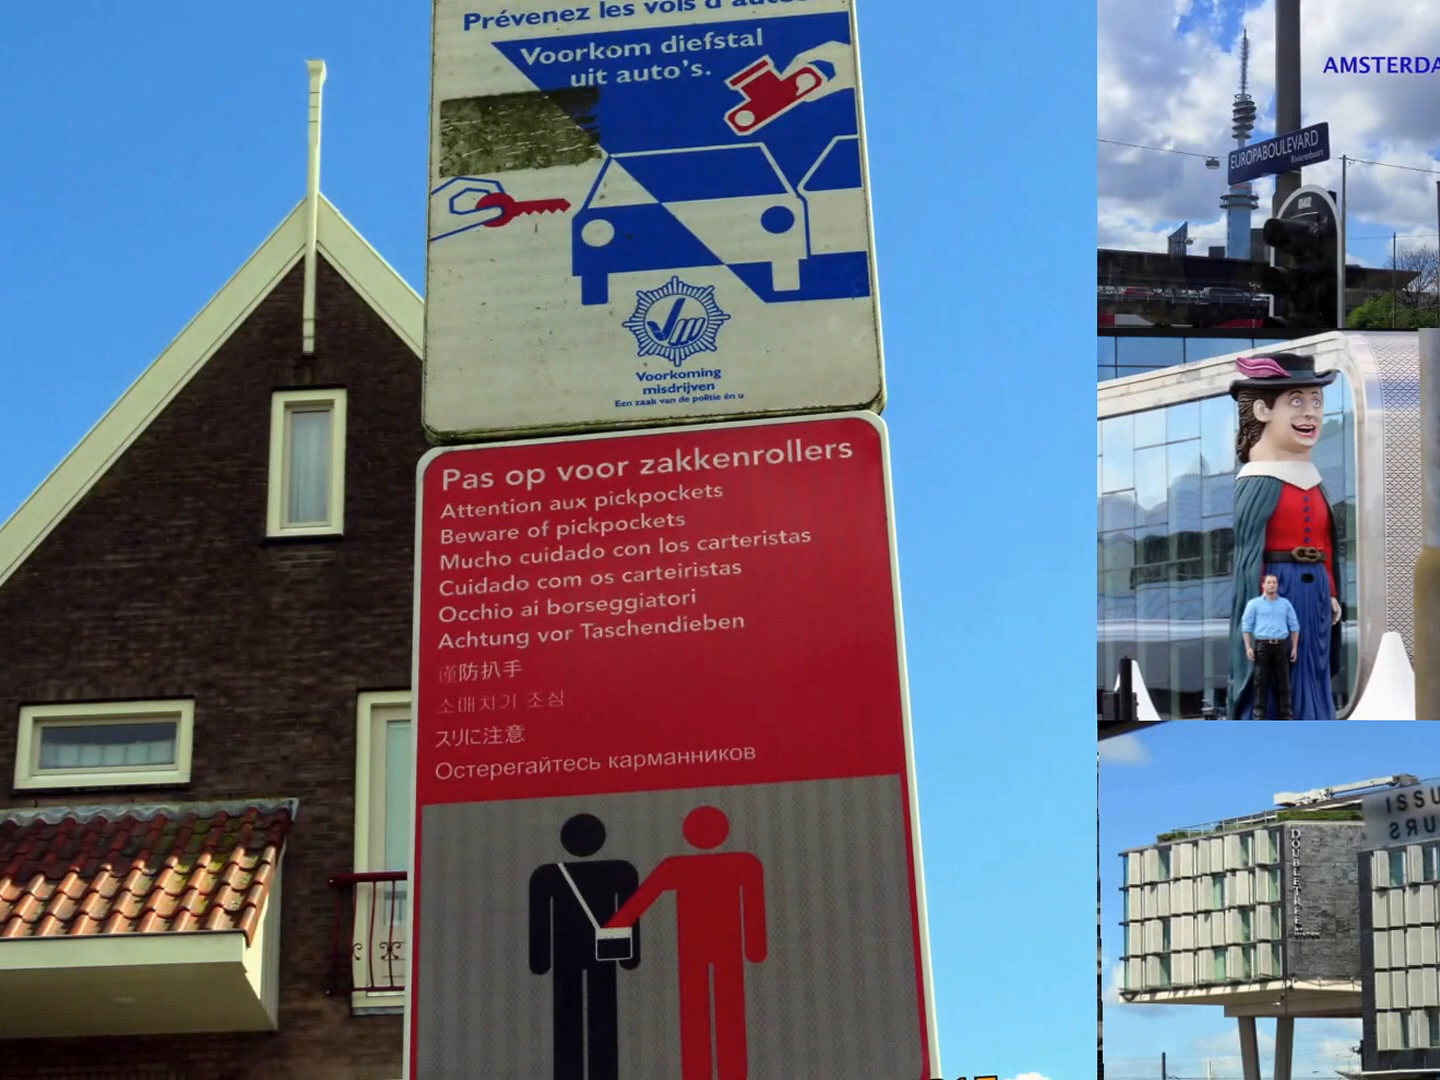 Prévenez les vols d'autos
Voorkom diefstal
uit auto's.
VM
Voorkoming
misdrijven
Een zaak van de politie én u
Pas op voor zakkenrollers
Attention aux pickpockets
Beware of pickpockets
Mucho cuidado con los carteristas
Cuidado com os carteiristas
Occhio ai borseggiatori
Achtung vor Taschendieben
谨防扒手
소매치기 조심
スリに注意
Остерегайтесь карманников
AMSTERDA
EUROPABOULEVARD
Rivierenbuurt
DOUBLETREE